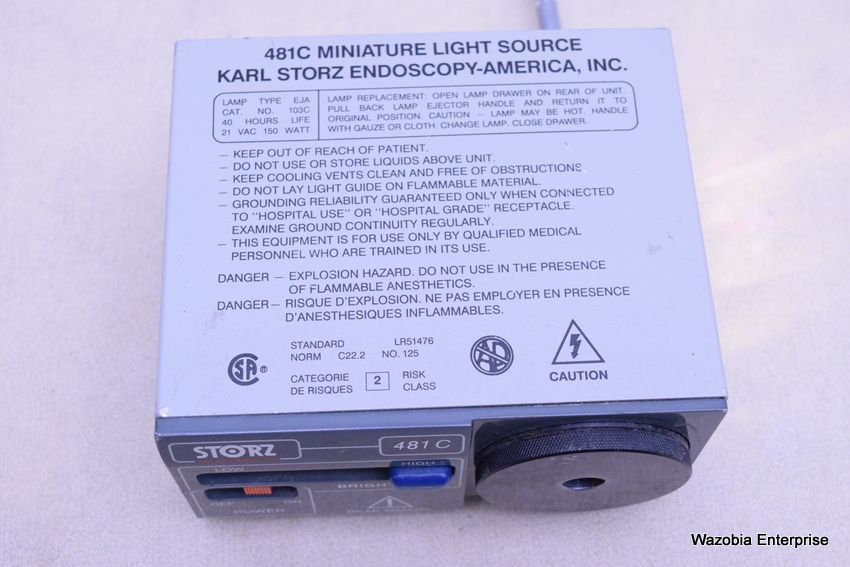 481C MINIATURE LIGHT SOURCE
KARL STORZ ENDOSCOPY-AMERICA, INC.
LAMP TYPE EJA
CAT. NO. 103C
40 HOURS LIFE
21 VAC 150 WATT
LAMP REPLACEMENT: OPEN LAMP DRAWER ON REAR OF UNIT.
PULL BACK LAMP EJECTOR HANDLE AND RETURN IT TO
ORIGINAL POSITION. CAUTION – LAMP MAY BE HOT. HANDLE
WITH GAUZE OR CLOTH. CHANGE LAMP. CLOSE DRAWER.
– KEEP OUT OF REACH OF PATIENT.
– DO NOT USE OR STORE LIQUIDS ABOVE UNIT.
– KEEP COOLING VENTS CLEAN AND FREE OF OBSTRUCTIONS
– DO NOT LAY LIGHT GUIDE ON FLAMMABLE MATERIAL.
– GROUNDING RELIABILITY GUARANTEED ONLY WHEN CONNECTED
TO "HOSPITAL USE" OR "HOSPITAL GRADE" RECEPTACLE.
EXAMINE GROUND CONTINUITY REGULARLY.
– THIS EQUIPMENT IS FOR USE ONLY BY QUALIFIED MEDICAL
PERSONNEL WHO ARE TRAINED IN ITS USE.
DANGER – EXPLOSION HAZARD. DO NOT USE IN THE PRESENCE
OF FLAMMABLE ANESTHETICS.
DANGER – RISQUE D'EXPLOSION. NE PAS EMPLOYER EN PRESENCE
D'ANESTHESIQUES INFLAMMABLES.
STANDARD LR51476
NORM C22.2 NO. 125
CATEGORIE 2 RISK
DE RISQUES CLASS
SA ®
CAUTION
STORZ
481 C
LOW HIGH
BRIGH
OFF ON
POWER
Wazobia Enterprise